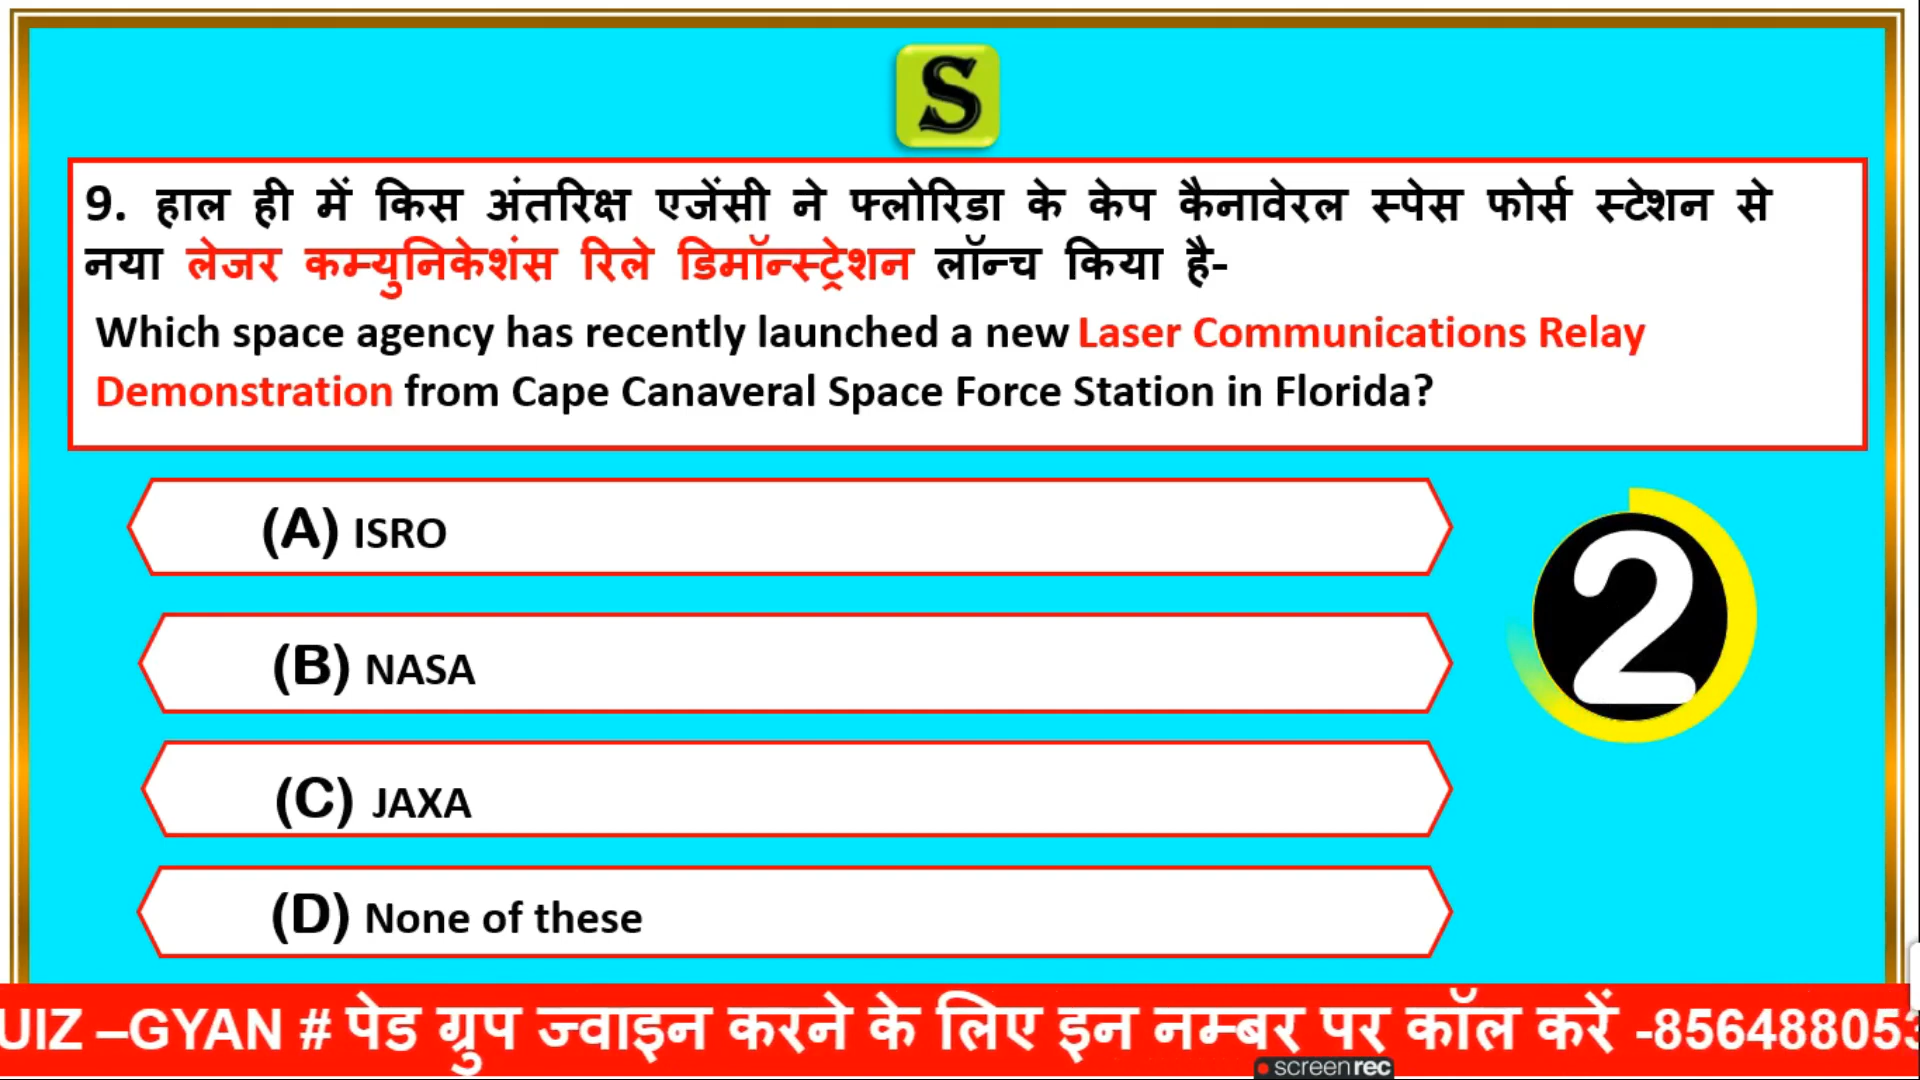 S
9. हाल ही में किस अंतरिक्ष एजेंसी ने फ्लोरिडा के केप कैनावेरल स्पेस फोर्स स्टेशन से
नया लेजर कम्युनिकेशंस रिले डिमॉन्स्ट्रेशन लॉन्च किया है-
Which space agency has recently launched a new Laser Communications Relay
Demonstration from Cape Canaveral Space Force Station in Florida?
(A) ISRO
(B) NASA
(C) JAXA
(D) None of these
2
UIZ –GYAN # पेड ग्रुप ज्वाइन करने के लिए इन नम्बर पर कॉल करें -856488053
screenrec